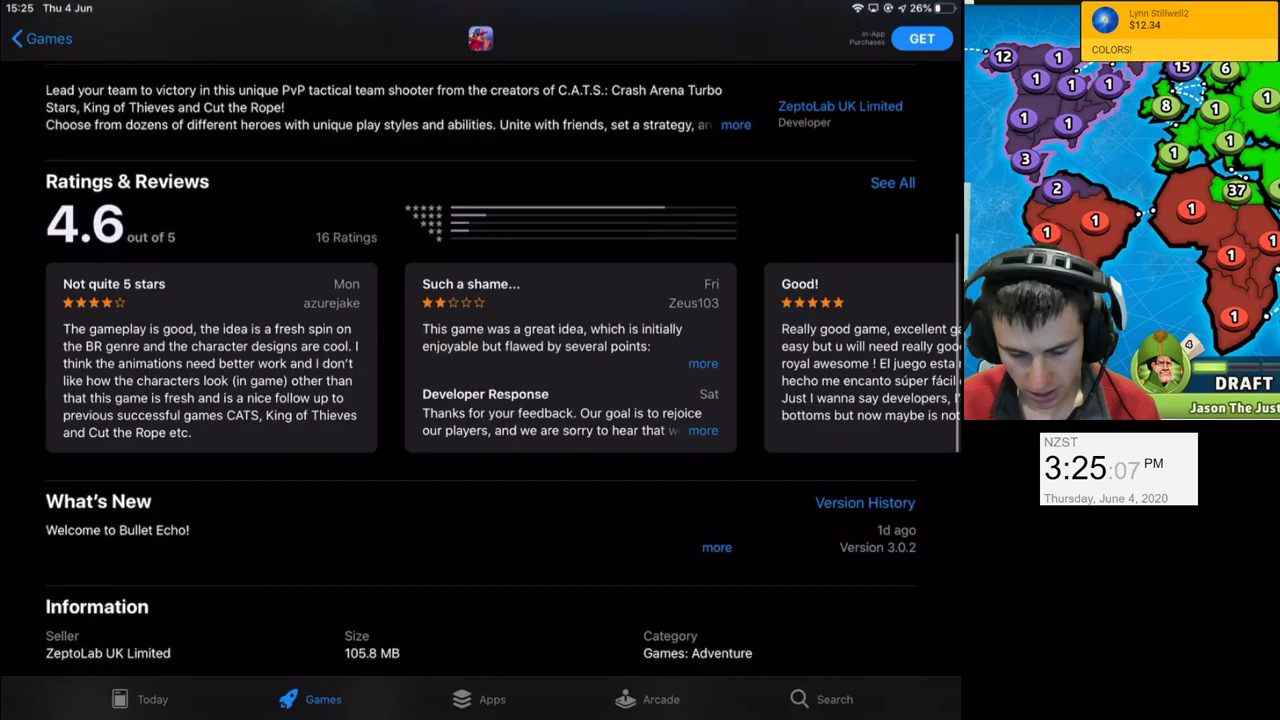 15:25 Thu 4 Jun
26%
Games
In-App
Purchases
GET
Lead your team to victory in this unique PvP tactical team shooter from the creators of C.A.T.S.: Crash Arena Turbo
Stars, King of Thieves and Cut the Rope!
Choose from dozens of different heroes with unique play styles and abilities. Unite with friends, set a strategy, an more
ZeptoLab UK Limited
Developer
Ratings & Reviews
See All
4.6 out of 5
16 Ratings
Not quite 5 stars
Mon
azurejake
The gameplay is good, the idea is a fresh spin on
the BR genre and the character designs are cool. I
think the animations need better work and I don't
like how the characters look (in game) other than
that this game is fresh and is a nice follow up to
previous successful games CATS, King of Thieves
and Cut the Rope etc.
Such a shame...
Fri
Zeus103
This game was a great idea, which is initially
enjoyable but flawed by several points:
more
Developer Response
Sat
Thanks for your feedback. Our goal is to rejoice
our players, and we are sorry to hear that w more
Good!
Really good game, excellent g
easy but u will need really goo
royal awesome ! El juego esta
hecho me encanto súper fácil
Just I wanna say developers, I'
bottoms but now maybe is not
What's New
Version History
Welcome to Bullet Echo!
1d ago
more
Version 3.0.2
Information
Seller
ZeptoLab UK Limited
Size
105.8 MB
Category
Games: Adventure
Today
Games
Apps
Arcade
Search
Lynn Stillwell2
$12.34
COLORS!
12
1
15
6
1
1
1
1
8
1
1
1
1
1
3
1
2
37
1
1
1
1
1
1
4
DRAFT
Jason The Just
NZST
3:25:07 PM
Thursday, June 4, 2020